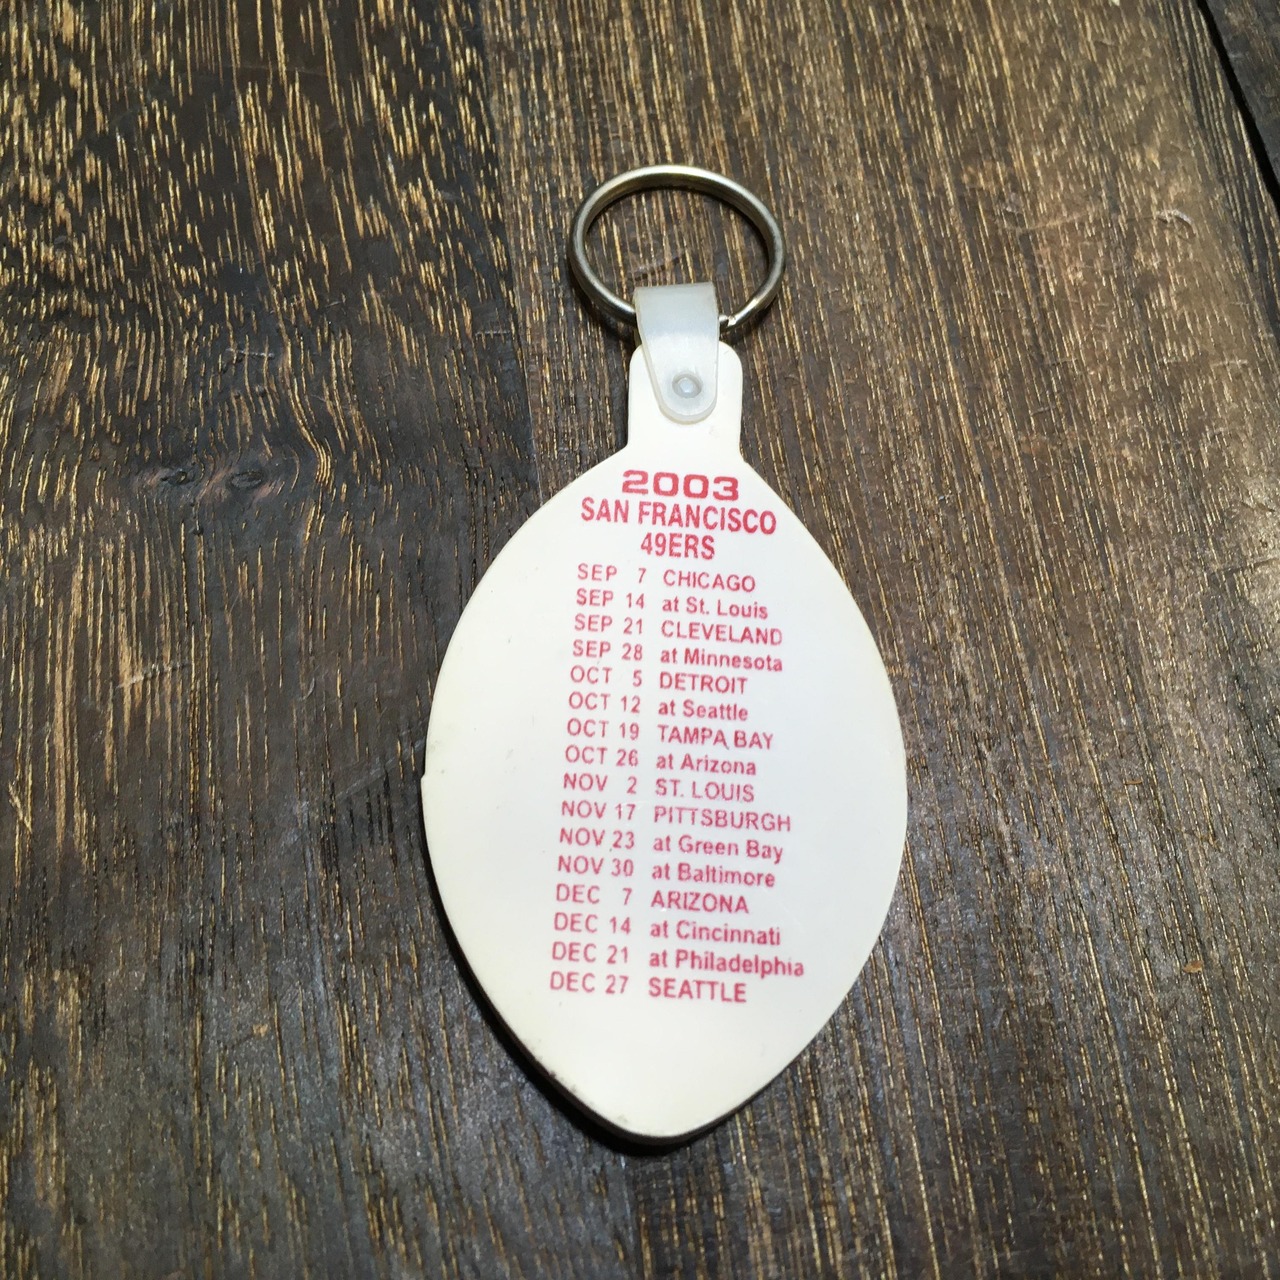 2003
SAN FRANCISCO
49ERS
SEP 7 CHICAGO
SEP 14 at St. Louis
SEP 21 CLEVELAND
SEP 28 at Minnesota
OCT 5 DETROIT
OCT 12 at Seattle
OCT 19 TAMPA BAY
OCT 26 at Arizona
NOV 2 ST. LOUIS
NOV 17 PITTSBURGH
NOV 23 at Green Bay
NOV 30 at Baltimore
DEC 7 ARIZONA
DEC 14 at Cincinnati
DEC 21 at Philadelphia
DEC 27 SEATTLE